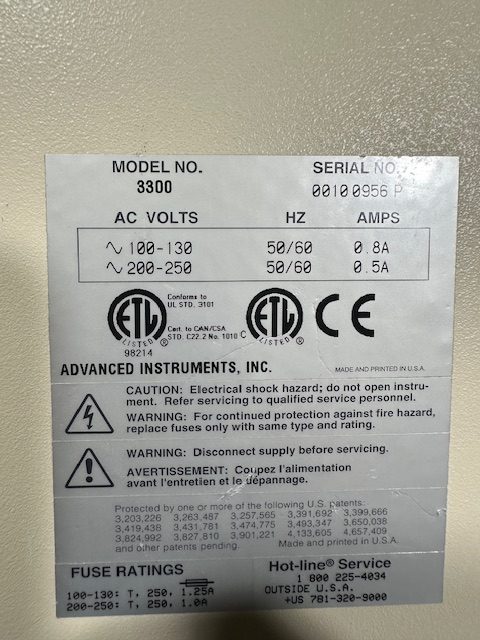 MODEL NO.
SERIAL NO.
3300
0010 0956 P
AC VOLTS HZ AMPS
∿ 100-130 50/60 0.8A
∿ 200-250 50/60 0.5A
ETL LISTED 98214
Conforms to
UL STD. 3101
Cert. to CAN/CSA
STD. C22.2 No. 1010
C ETL LISTED
CE
ADVANCED INSTRUMENTS, INC.
MADE AND PRINTED IN U.S.A.
CAUTION: Electrical shock hazard; do not open instru-
ment. Refer servicing to qualified service personnel.
WARNING: For continued protection against fire hazard,
replace fuses only with same type and rating.
WARNING: Disconnect supply before servicing.
AVERTISSEMENT: Coupez l'alimentation
avant l'entretien et le dépannage.
Protected by one or more of the following U.S. patents:
3,203,226 3,263,487 3,257,565 3,391,692 3,399,666
3,419,438 3,431,781 3,474,775 3,493,347 3,650,038
3,824,992 3,827,810 3,901,221 4,133,605 4,657,409
and other patents pending. Made and printed in U.S.A.
FUSE RATINGS
100-130: T, 250, 1.25A
200-250: T, 250, 1.0A
Hot-line® Service
1 800 225-4034
OUTSIDE U.S.A.
+US 781-320-9000